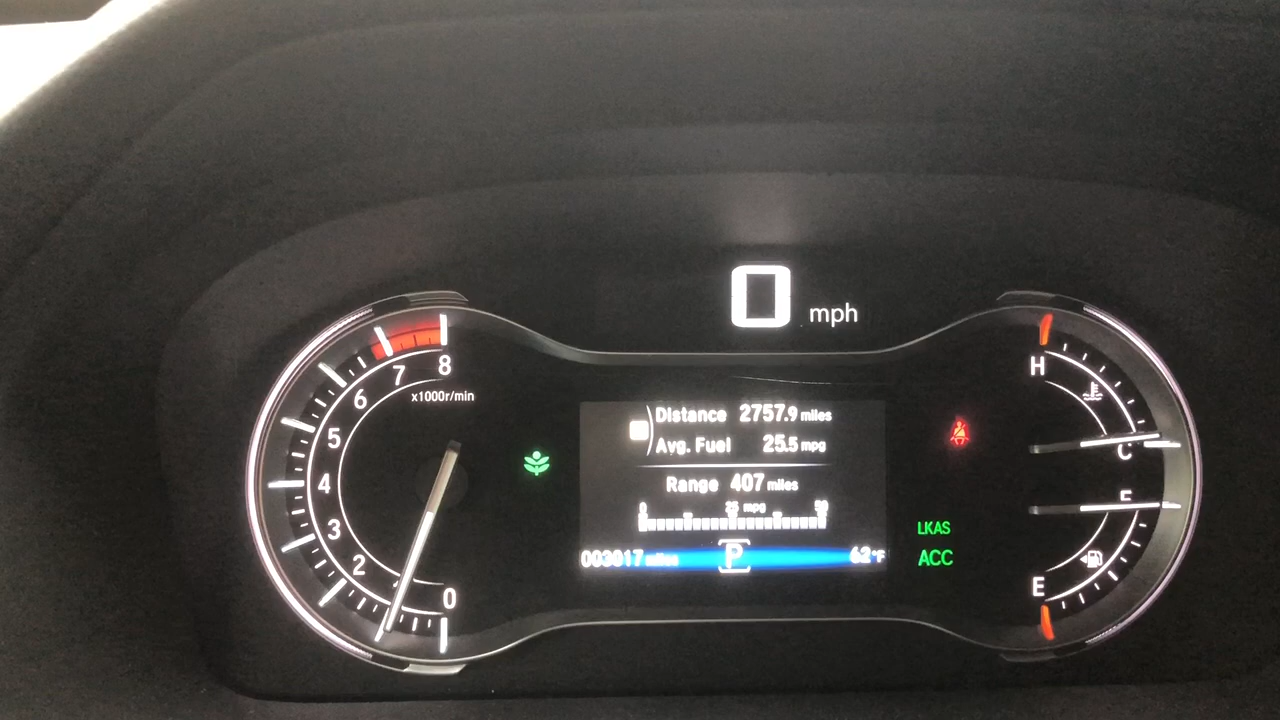 0 mph
8
7
x1000r/min
6
5
4
3
2
0
Distance 2757.9 miles
Avg. Fuel 25.5 mpg
Range 407 miles
0 25 mpg 50
003017 miles P 62°F
LKAS
ACC
H
C
F
E